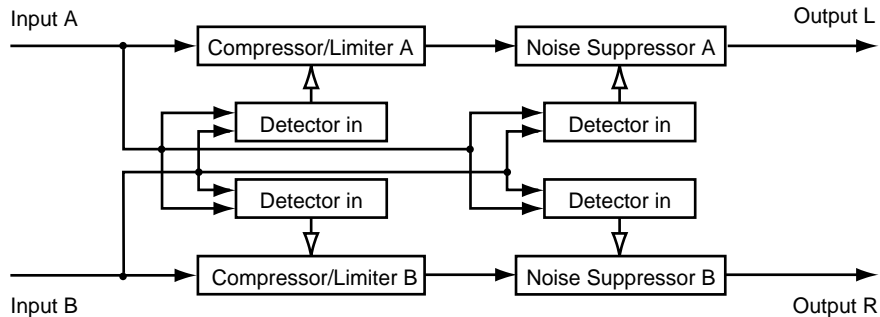 Input A
Output L
Compressor/Limiter A
Noise Suppressor A
Detector in
Detector in
Detector in
Detector in
Compressor/Limiter B
Noise Suppressor B
Input B
Output R